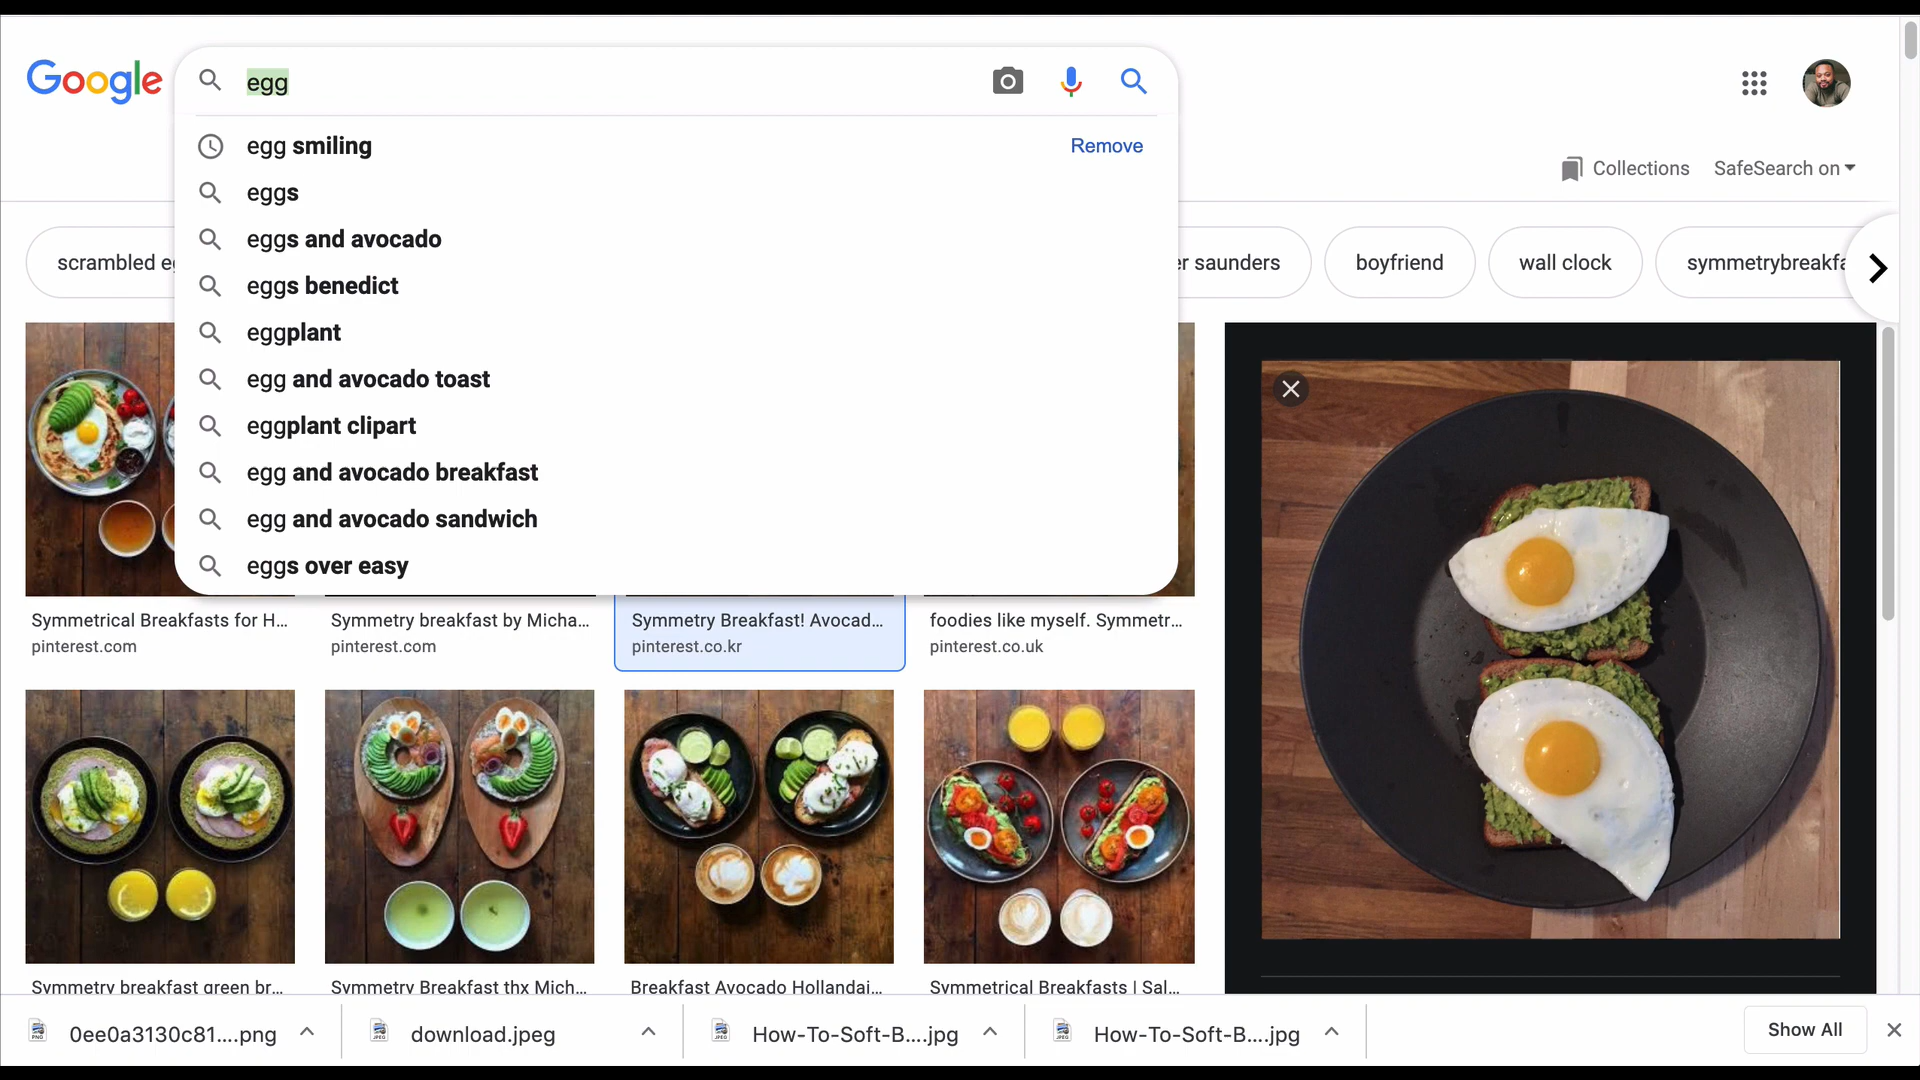 Google
egg
egg smiling
Remove
eggs
eggs and avocado
eggs benedict
eggplant
egg and avocado toast
eggplant clipart
egg and avocado breakfast
egg and avocado sandwich
eggs over easy
Collections
SafeSearch on
scrambled eg
er saunders
boyfriend
wall clock
symmetrybreakfa
Symmetrical Breakfasts for H...
pinterest.com
Symmetry breakfast by Micha...
pinterest.com
Symmetry Breakfast! Avocad...
pinterest.co.kr
foodies like myself. Symmetr...
pinterest.co.uk
Symmetry breakfast green br...
Symmetry Breakfast thx Mich...
Breakfast Avocado Hollandai...
Symmetrical Breakfasts | Sal...
0ee0a3130c81....png
download.jpeg
How-To-Soft-B....jpg
How-To-Soft-B....jpg
Show All